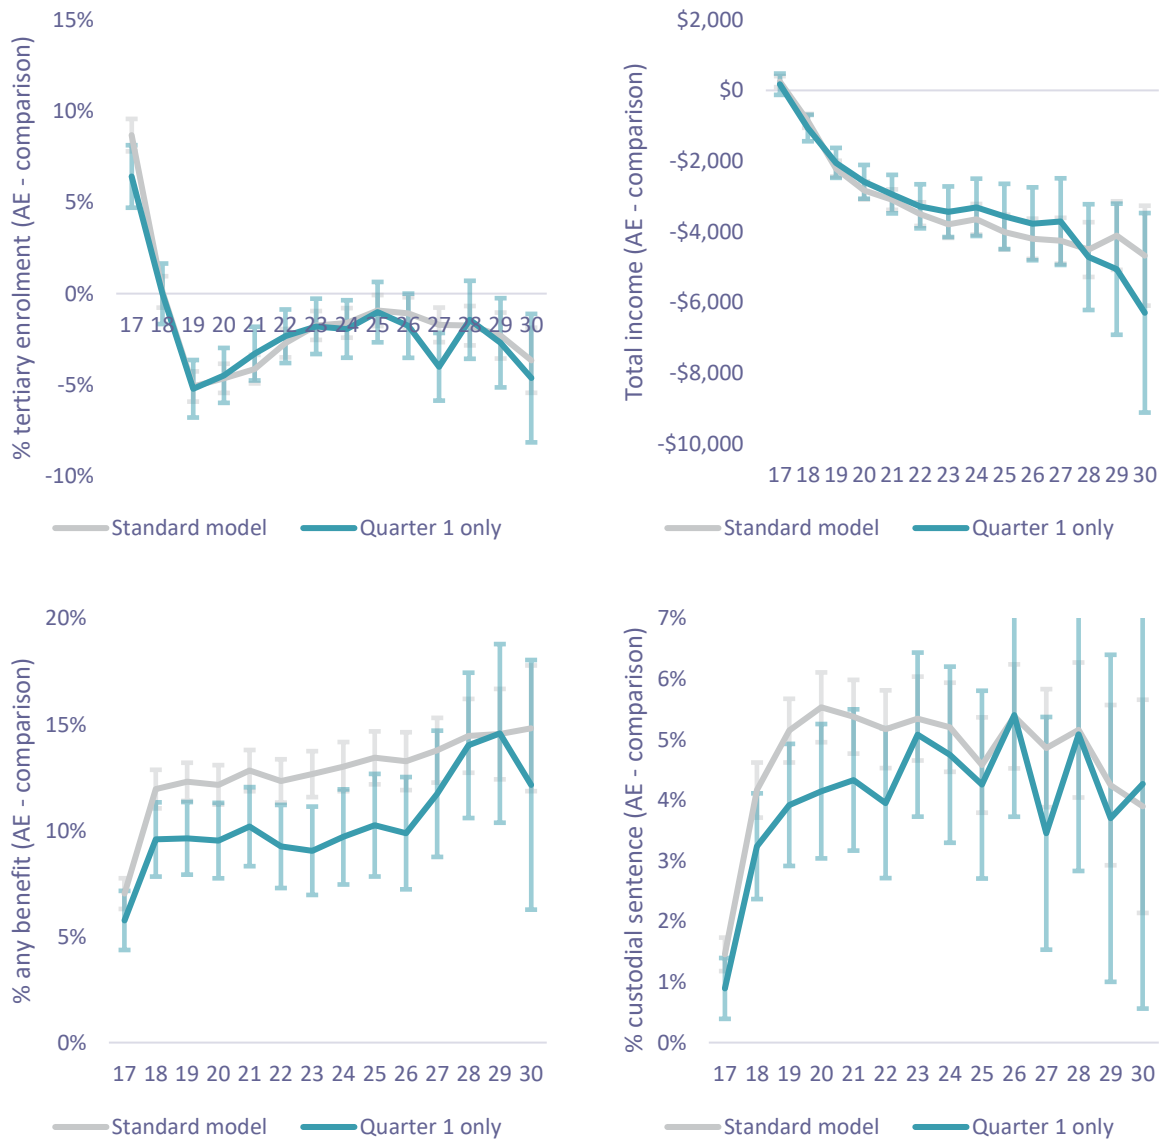 % tertiary enrolment (AE - comparison)
15%
10%
5%
0%
-5%
-10%
17 18 19 20 21 22 23 24 25 26 27 28 29 30
Standard model Quarter 1 only
Total income (AE - comparison)
$2,000
$0
-$2,000
-$4,000
-$6,000
-$8,000
-$10,000
17 18 19 20 21 22 23 24 25 26 27 28 29 30
Standard model Quarter 1 only
% any benefit (AE - comparison)
20%
15%
10%
5%
0%
17 18 19 20 21 22 23 24 25 26 27 28 29 30
Standard model Quarter 1 only
% custodial sentence (AE - comparison)
7%
6%
5%
4%
3%
2%
1%
0%
17 18 19 20 21 22 23 24 25 26 27 28 29 30
Standard model Quarter 1 only